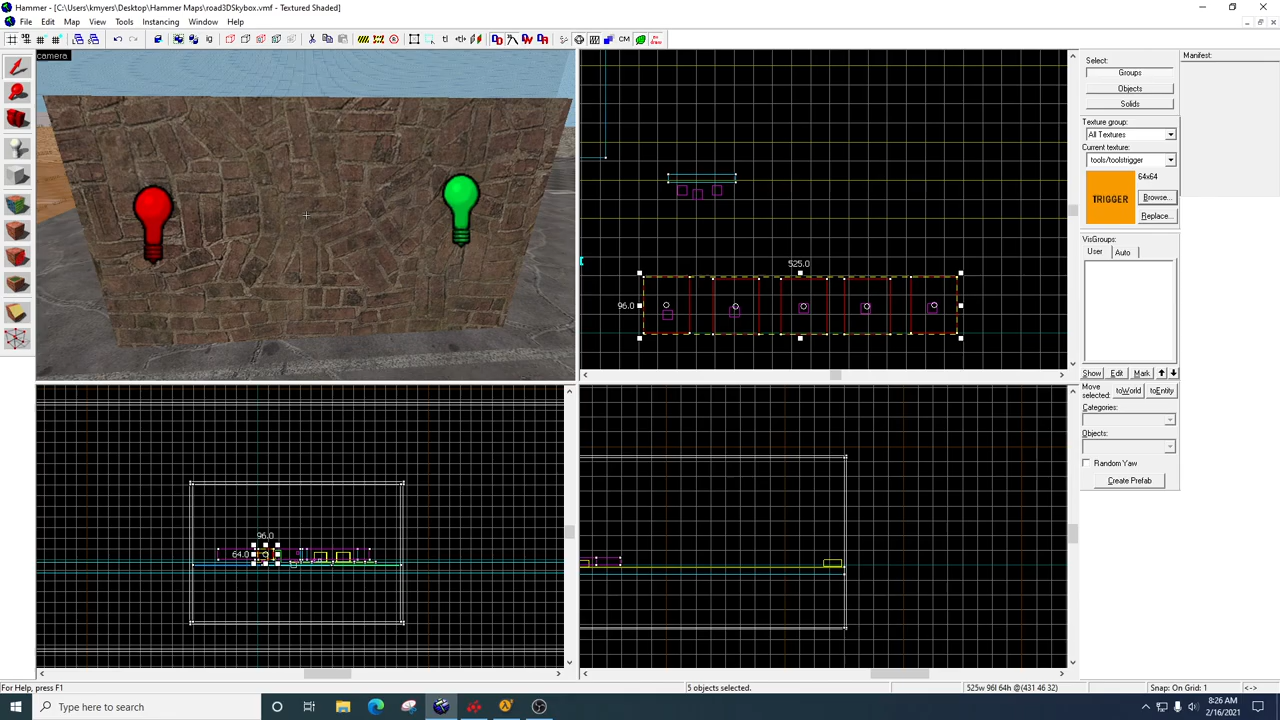 Hammer - [C:\Users\kmyers\Desktop\Hammer Maps\road3DSkybox.vmf - Textured Shaded]
File Edit Map View Tools Instancing Window Help
CM
camera
525.0
96.0
96.0
64.0
Select:
Groups
Objects
Solids
Texture group:
All Textures
Current texture:
tools/toolstrigger
TRIGGER
64x64
Browse...
Replace...
VisGroups:
User Auto
Show Edit Mark
Move
selected:
toWorld toEntity
Categories:
Objects:
Random Yaw
Create Prefab
Manifest:
For Help, press F1
5 objects selected.
525w 96l 64h @(431 46 32)
Snap: On Grid: 1
<->
Type here to search
8:26 AM
2/16/2021